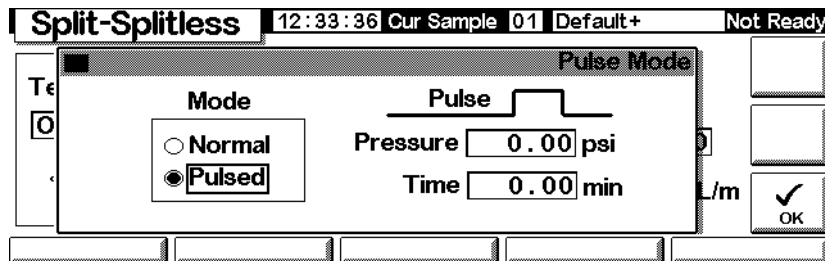 Split-Splitless 12:33:36 Cur Sample 01 Default+ Not Ready
Pulse Mode
Mode
Normal
Pulsed
Pulse
Pressure 0.00 psi
Time 0.00 min
L/m
OK